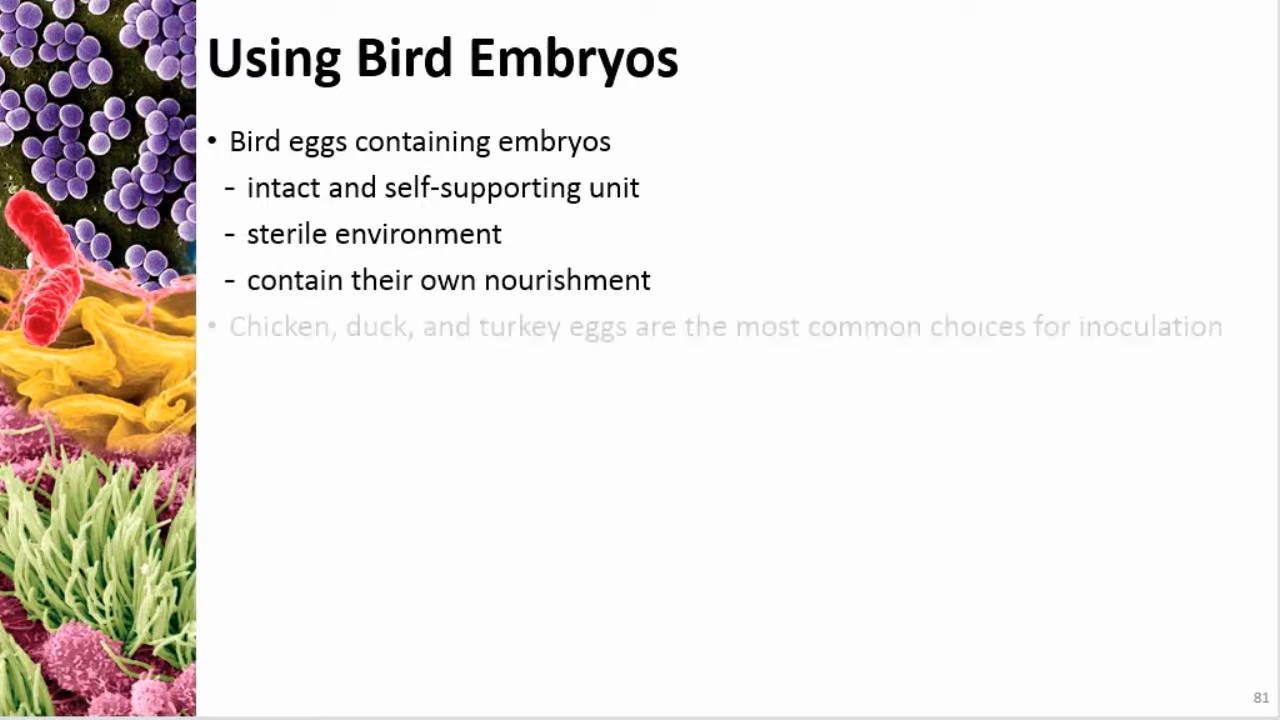 Using Bird Embryos
• Bird eggs containing embryos
- intact and self-supporting unit
- sterile environment
- contain their own nourishment
• Chicken, duck, and turkey eggs are the most common choices for inoculation
81